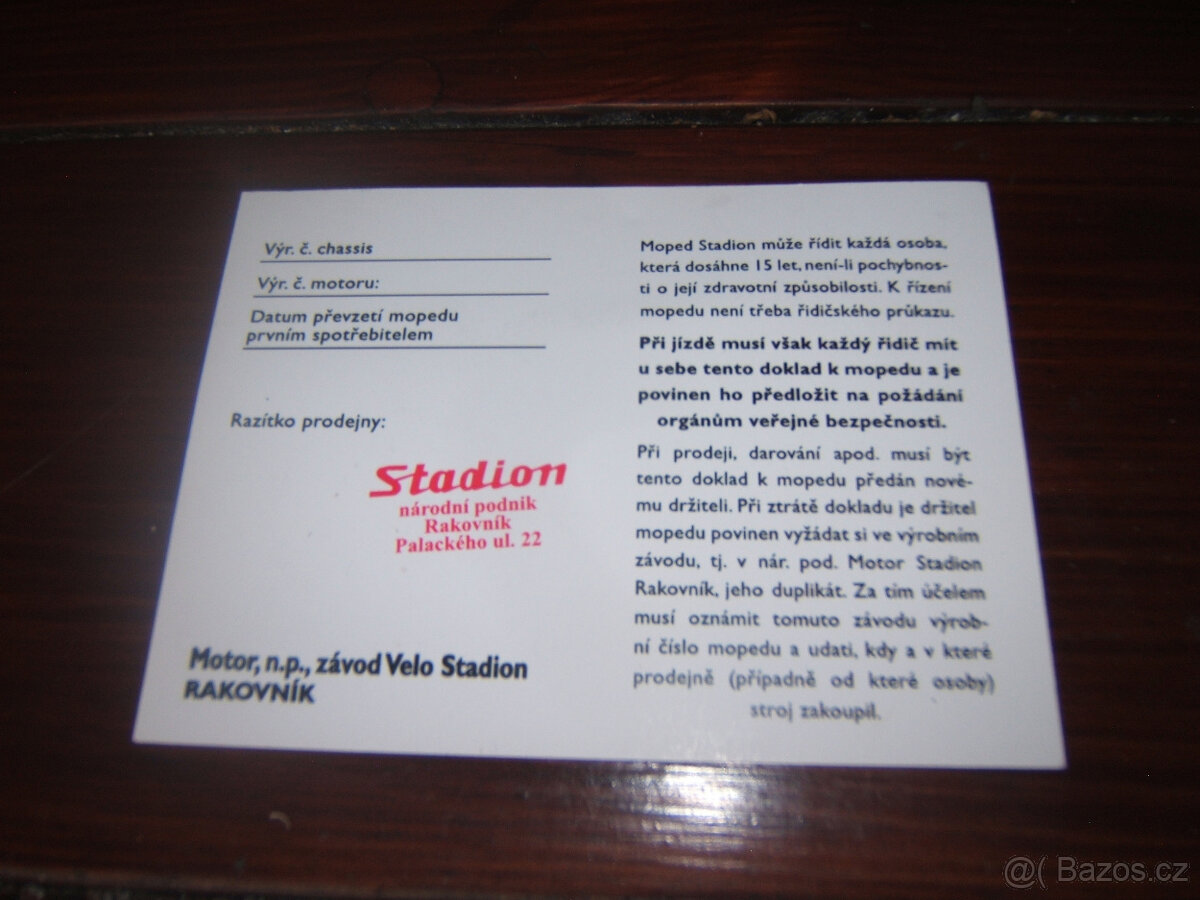 Výr. č. chassis
Výr. č. motoru:
Datum převzetí mopedu
prvním spotřebitelem
Razítko prodejny:
Stadion
národní podnik
Rakovník
Palackého ul. 22
Motor, n.p., závod Velo Stadion
RAKOVNÍK
Moped Stadion může řídit každá osoba,
která dosáhne 15 let, není-li pochybnos-
ti o její zdravotní způsobilosti. K řízení
mopedu není třeba řidičského průkazu.
Při jízdě musí však každý řidič mít
u sebe tento doklad k mopedu a je
povinen ho předložit na požádání
orgánům veřejné bezpečnosti.
Při prodeji, darování apod. musí být
tento doklad k mopedu předán nové-
mu držiteli. Při ztrátě dokladu je držitel
mopedu povinen vyžádat si ve výrobním
závodu, tj. v nár. pod. Motor Stadion
Rakovník, jeho duplikát. Za tím účelem
musí oznámit tomuto závodu výrob-
ní číslo mopedu a udati, kdy a v které
prodejně (případně od které osoby)
stroj zakoupil.
@( Bazos.cz